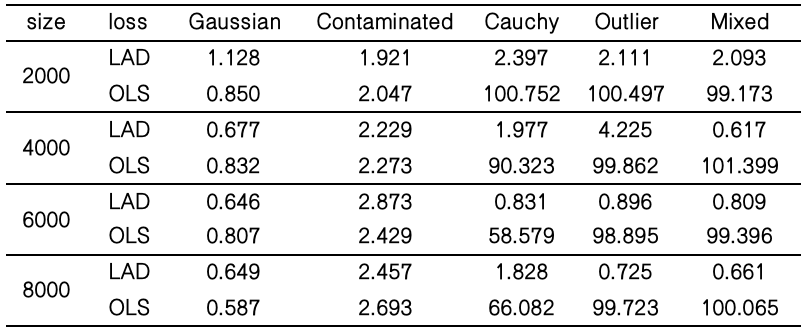 size loss Gaussian Contaminated Cauchy Outlier Mixed
2000 LAD 1.128 1.921 2.397 2.111 2.093
OLS 0.850 2.047 100.752 100.497 99.173
4000 LAD 0.677 2.229 1.977 4.225 0.617
OLS 0.832 2.273 90.323 99.862 101.399
6000 LAD 0.646 2.873 0.831 0.896 0.809
OLS 0.807 2.429 58.579 98.895 99.396
8000 LAD 0.649 2.457 1.828 0.725 0.661
OLS 0.587 2.693 66.082 99.723 100.065